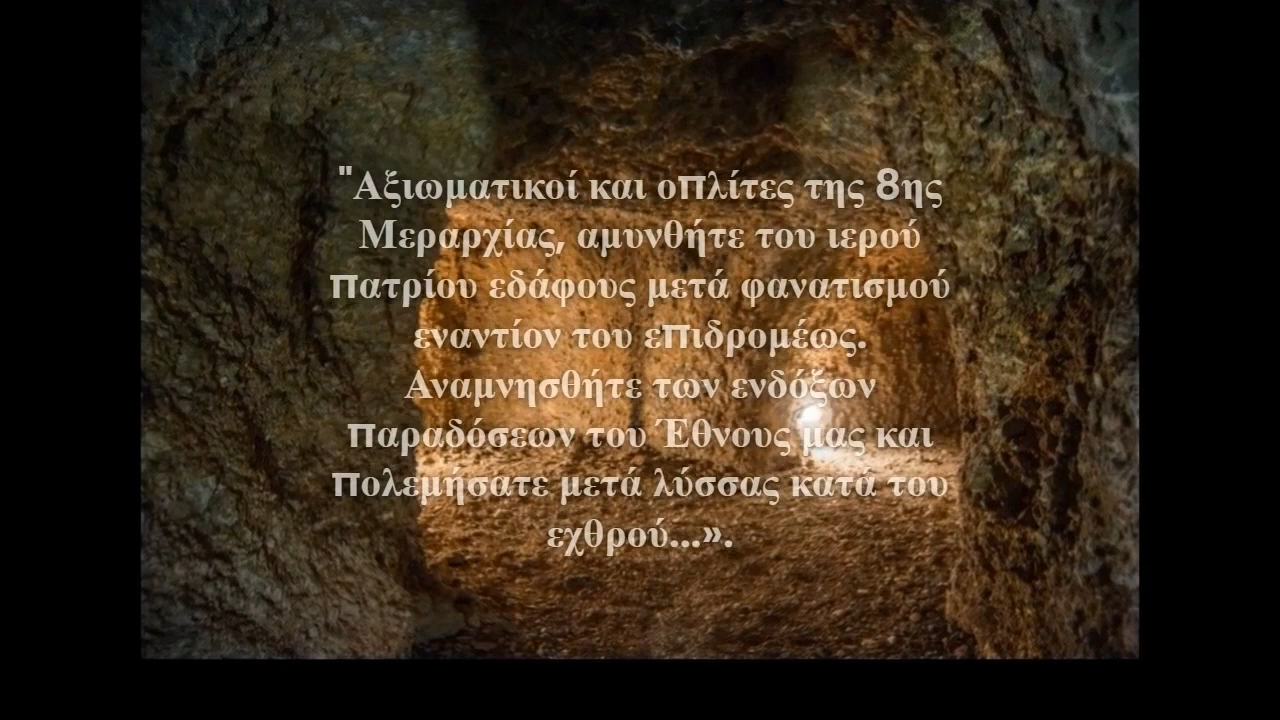 "Αξιωματικοί και οπλίτες της 8ης
Μεραρχίας, αμυνθήτε του ιερού
πατρίου εδάφους μετά φανατισμού
εναντίον του επιδρομέως.
Αναμνησθήτε των ενδόξων
παραδόσεων του Έθνους μας και
πολεμήσατε μετά λύσσας κατά του
εχθρού...».